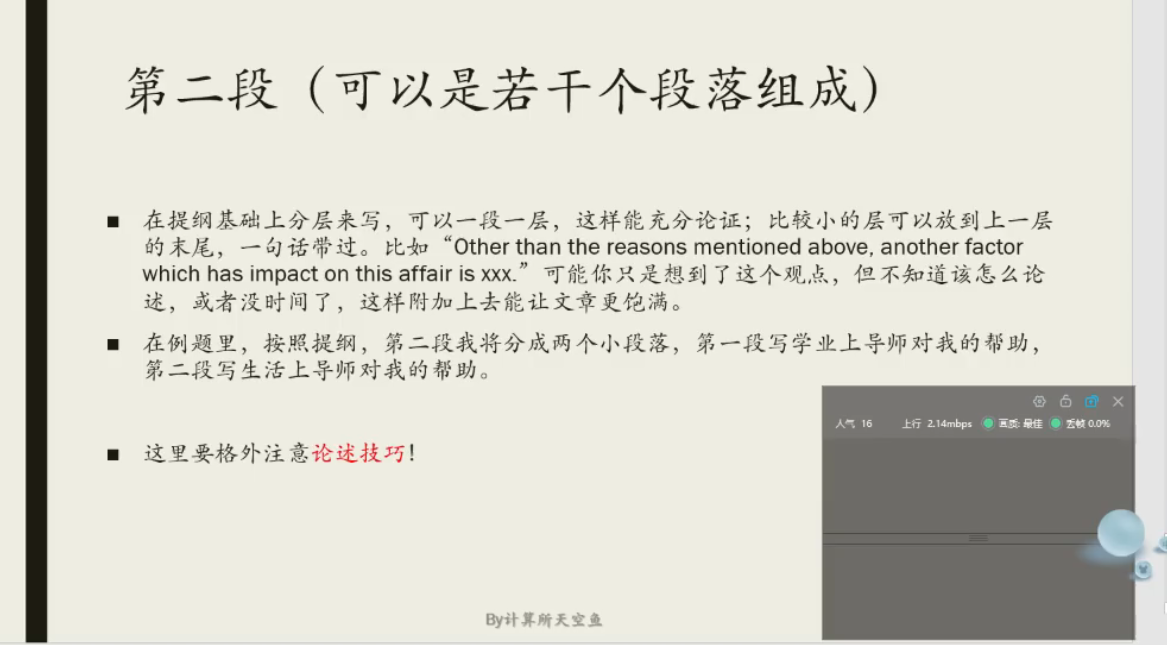 第二段（可以是若干个段落组成）
■ 在提纲基础上分层来写，可以一段一层，这样能充分论证；比较小的层可以放到上一层
的末尾，一句话带过。比如“Other than the reasons mentioned above, another factor
which has impact on this affair is xxx.”可能你只是想到了这个观点，但不知道该怎么论
述，或者没时间了，这样附加上去能让文章更饱满。
■ 在例题里，按照提纲，第二段我将分成两个小段落，第一段写学业上导师对我的帮助，
第二段写生活上导师对我的帮助。
■ 这里要格外注意论述技巧！
人气 16 上行 2.14mbps 画质: 最佳 丢帧 0.0%
By计算所天空鱼